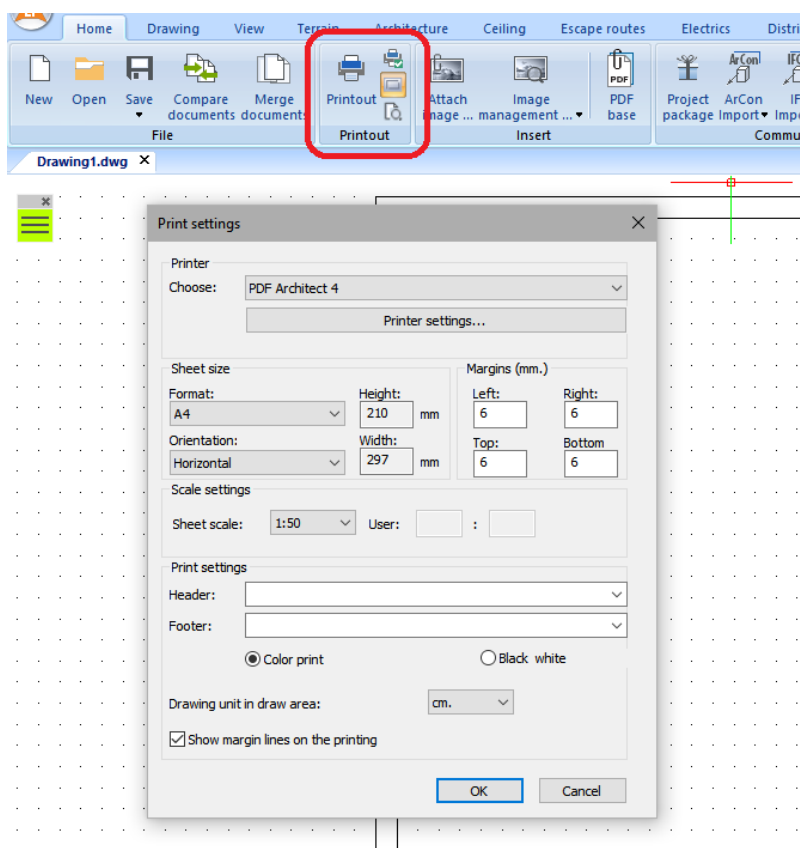 Home Drawing View Terrain Architecture Ceiling Escape routes Electrics Distri
New Open Save Compare documents Merge documents Printout Attach image ... Image management ... PDF base Project package ArCon Import IF Impo
File Printout Insert Commu
Drawing1.dwg
Print settings
Printer
Choose: PDF Architect 4
Printer settings...
Sheet size Margins (mm.)
Format: Height: Left: Right:
A4 210 mm 6 6
Orientation: Width: Top: Bottom
Horizontal 297 mm 6 6
Scale settings
Sheet scale: 1:50 User: :
Print settings
Header:
Footer:
Color print Black white
Drawing unit in draw area: cm.
Show margin lines on the printing
OK Cancel